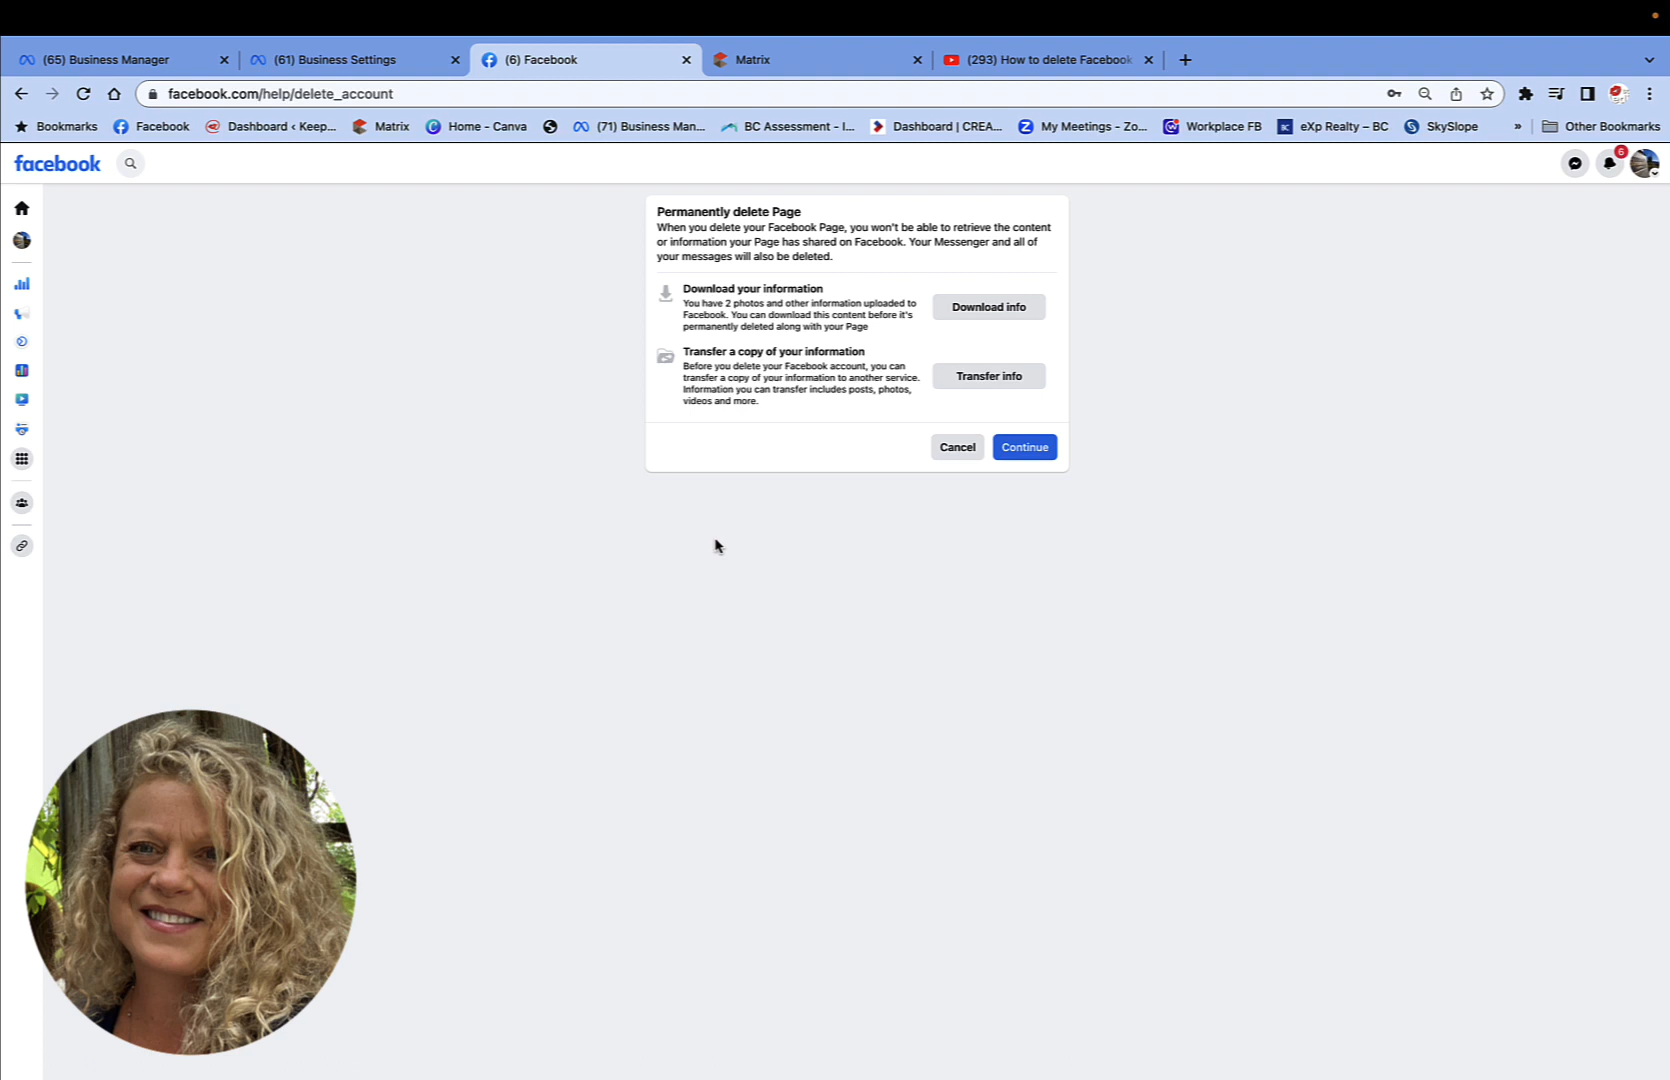 (65) Business Manager
(61) Business Settings
(6) Facebook
Matrix
(293) How to delete Facebook
facebook.com/help/delete_account
Bookmarks
Facebook
Dashboard ‹ Keep...
Matrix
Home - Canva
(71) Business Man...
BC Assessment - I...
Dashboard | CREA...
My Meetings - Zo...
Workplace FB
eXp Realty – BC
SkySlope
»
Other Bookmarks
facebook
6
Permanently delete Page
When you delete your Facebook Page, you won't be able to retrieve the content
or information your Page has shared on Facebook. Your Messenger and all of
your messages will also be deleted.
Download your information
You have 2 photos and other information uploaded to
Facebook. You can download this content before it's
permanently deleted along with your Page
Download info
Transfer a copy of your information
Before you delete your Facebook account, you can
transfer a copy of your information to another service.
Information you can transfer includes posts, photos,
videos and more.
Transfer info
Cancel
Continue